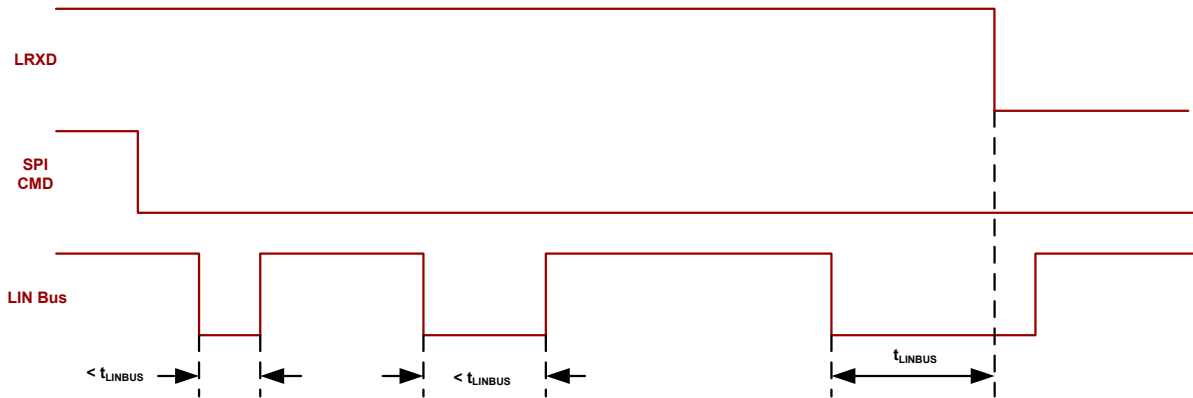 LRXD
SPI
CMD
LIN Bus
< tLINBUS
< tLINBUS
tLINBUS